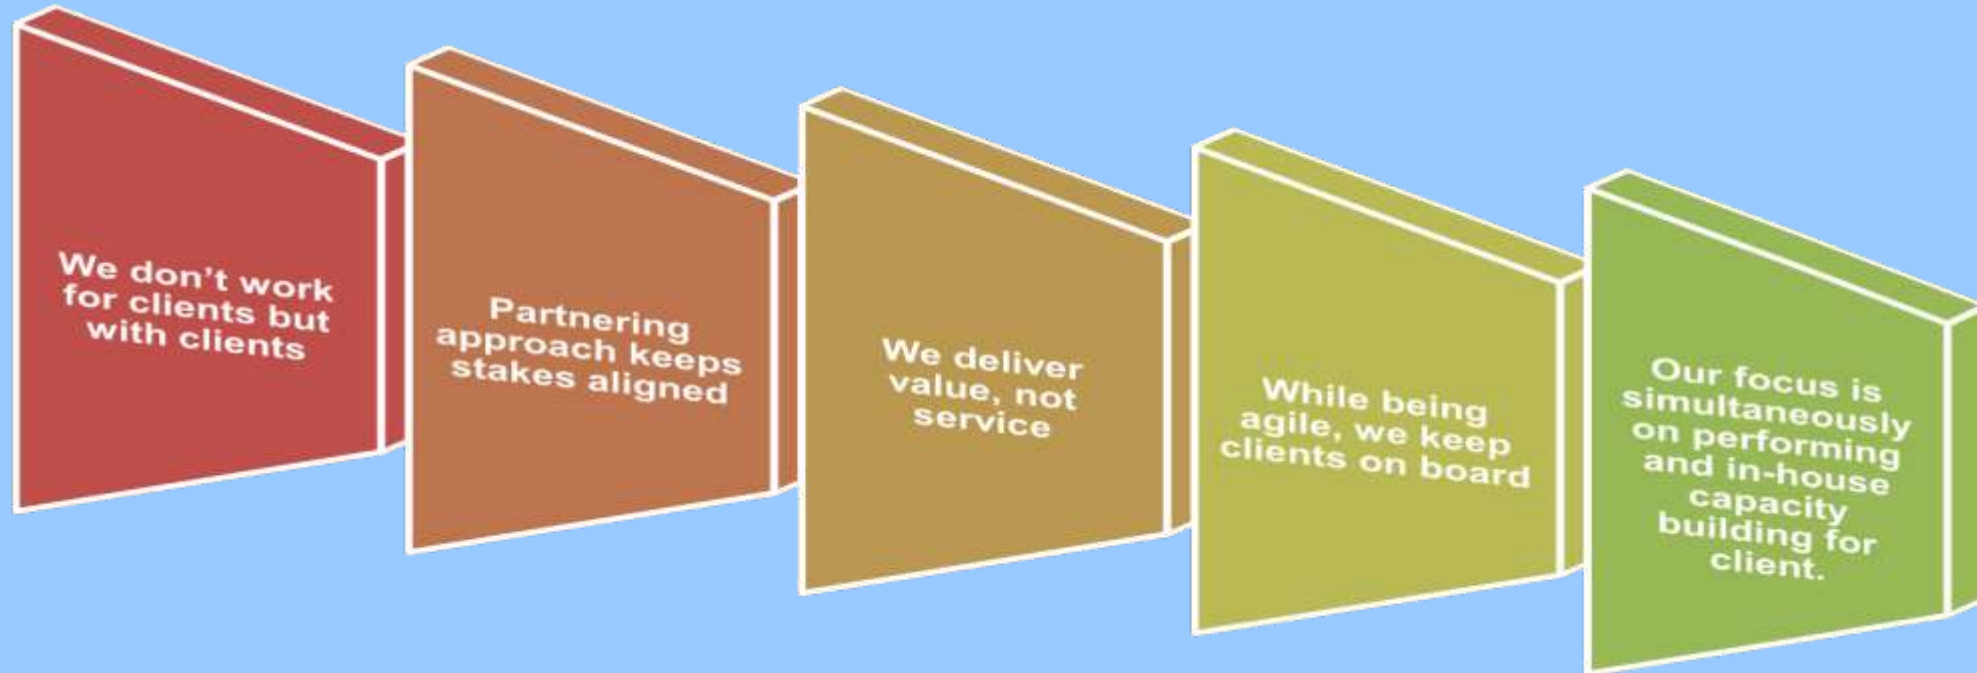 We don’t work
for clients but
with clients
Partnering
approach keeps
stakes aligned
We deliver
value, not
service
While being
agile, we keep
clients on board
Our focus is
simultaneously
on performing
and in-house
capacity
building for
client.